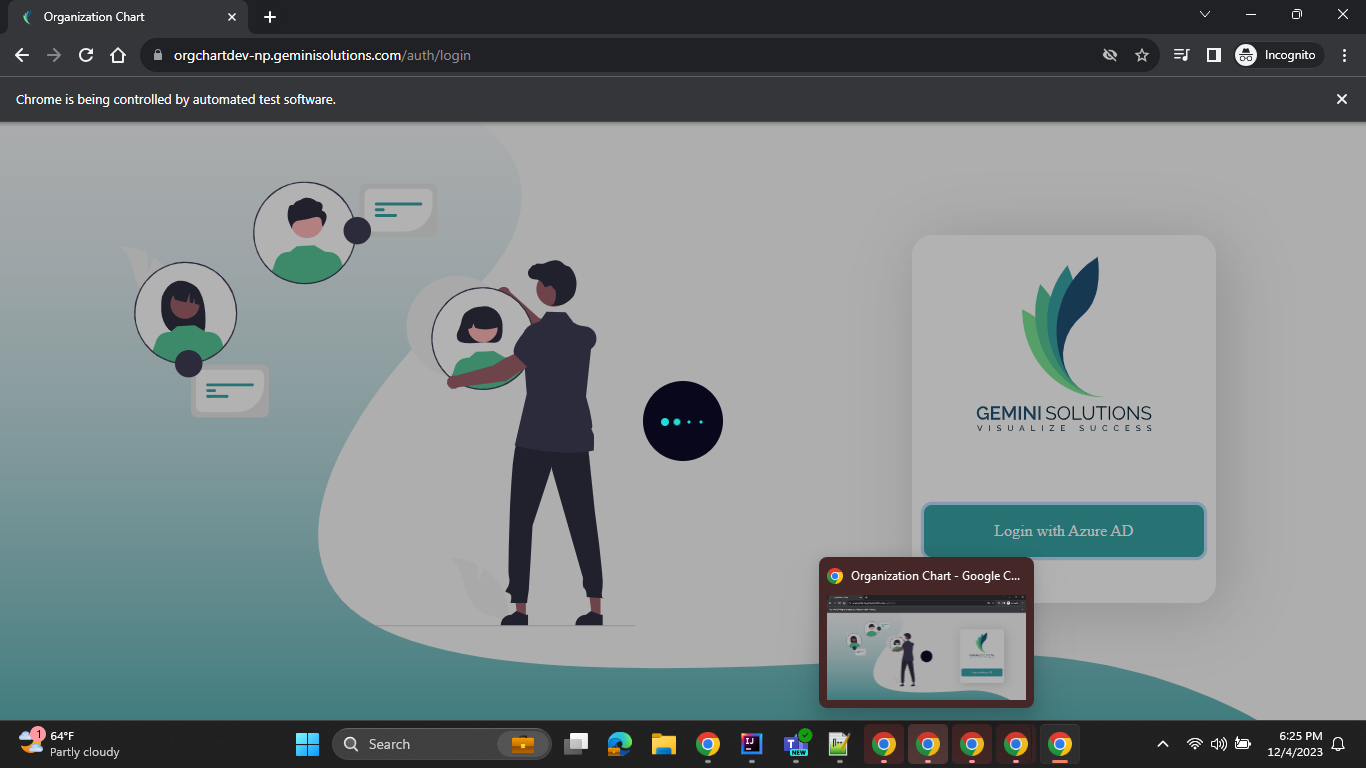 Organization Chart
orgchartdev-np.geminisolutions.com/auth/login
Incognito
Chrome is being controlled by automated test software.
GEMINI SOLUTIONS
VISUALIZE SUCCESS
Login with Azure AD
Organization Chart - Google C...
1
64°F
Partly cloudy
Search
IJ
T
NEW
6:25 PM
12/4/2023